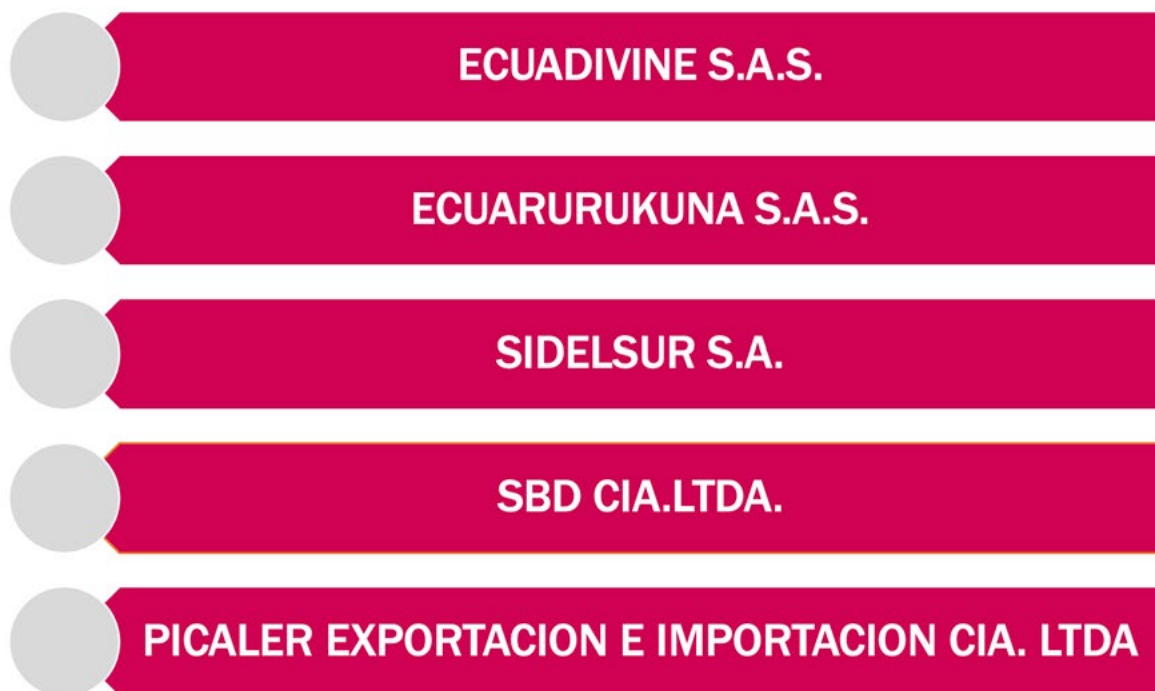 ECUADIVINE S.A.S.
ECUARURUKUNA S.A.S.
SIDELSUR S.A.
SBD CIA.LTDA.
PICALER EXPORTACION E IMPORTACION CIA. LTDA